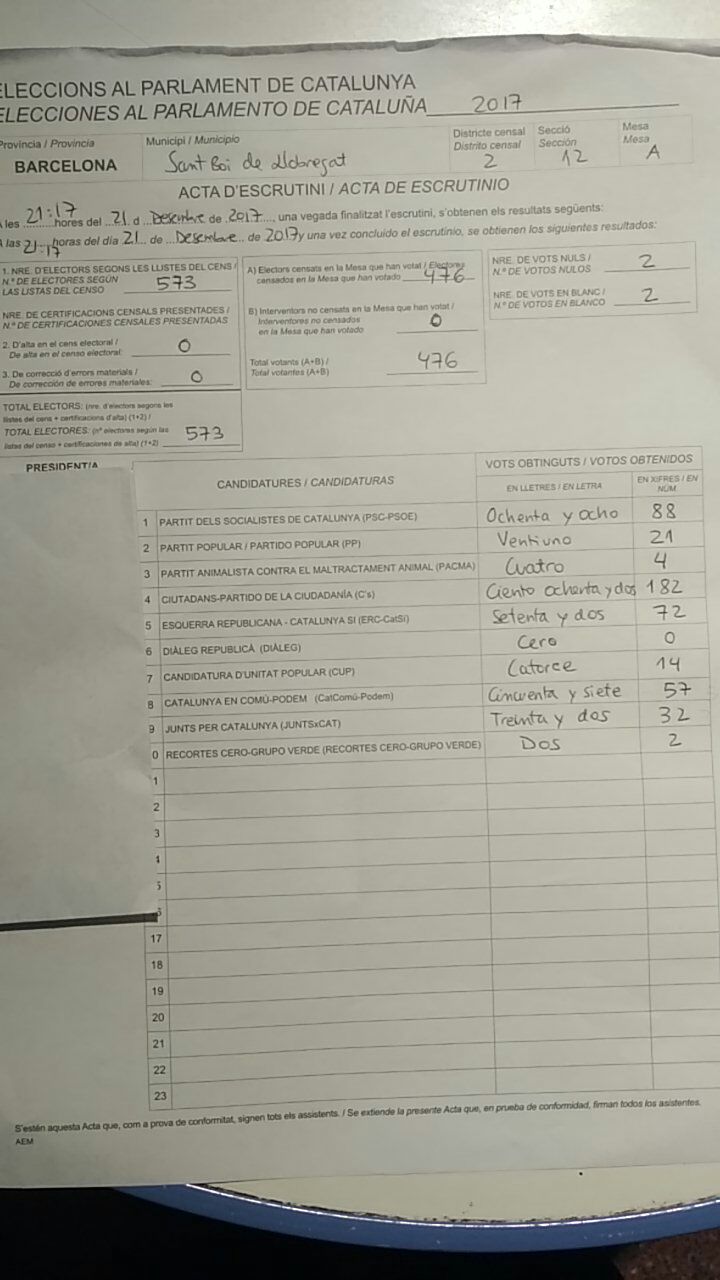 ELECCIONS AL PARLAMENT DE CATALUNYA
ELECCIONES AL PARLAMENTO DE CATALUÑA 2017
Provincia / Provincia
BARCELONA
Municipi / Municipio
Sant Boi de Llobregat
Districte censal
Distrito censal
2
Secció
Sección
12
Mesa
Mesa
A
ACTA D'ESCRUTINI / ACTA DE ESCRUTINIO
A les 21:17 hores del 21 d Desembre de 2017, una vegada finalitzat l'escrutini, s'obtenen els resultats següents:
A las 21:17 horas del día 21 de Desembre de 2017 y una vez concluido el escrutinio, se obtienen los siguientes resultados:
1. NRE. D'ELECTORS SEGONS LES LLISTES DEL CENS /
N.º DE ELECTORES SEGÚN
LAS LISTAS DEL CENSO 573
NRE. DE CERTIFICACIONS CENSALS PRESENTADES /
N.º DE CERTIFICACIONES CENSALES PRESENTADAS
2. D'alta en el cens electoral /
De alta en el censo electoral: 0
3. De correcció d'errors materials /
De corrección de errores materiales: 0
TOTAL ELECTORS: (nre. d'electors segons les
llistes del cens + certificacions d'alta) (1+2) /
TOTAL ELECTORES: (nº electores según las
listas del censo + certificaciones de alta) (1+2) 573
A) Electors censats en la Mesa que han votat / Electores
censados en la Mesa que han votado 476
B) Interventors no censats en la Mesa que han votat /
Interventores no censados
en la Mesa que han votado 0
Total votants (A+B) /
Total votantes (A+B) 476
NRE. DE VOTS NULS /
N.º DE VOTOS NULOS 2
NRE. DE VOTS EN BLANC /
N.º DE VOTOS EN BLANCO 2
PRESIDENT/A
CANDIDATURES / CANDIDATURAS
VOTS OBTINGUTS / VOTOS OBTENIDOS
EN LLETRES / EN LETRA
EN XIFRES / EN
NÚM.
1 PARTIT DELS SOCIALISTES DE CATALUNYA (PSC-PSOE) Ochenta y ocho 88
2 PARTIT POPULAR / PARTIDO POPULAR (PP) Ventiuno 21
3 PARTIT ANIMALISTA CONTRA EL MALTRACTAMENT ANIMAL (PACMA) Cuatro 4
4 CIUTADANS-PARTIDO DE LA CIUDADANÍA (C's) Ciento ochenta y dos 182
5 ESQUERRA REPUBLICANA - CATALUNYA SI (ERC-CatSí) Setenta y dos 72
6 DIÀLEG REPUBLICÀ (DIÀLEG) Cero 0
7 CANDIDATURA D'UNITAT POPULAR (CUP) Catorce 14
8 CATALUNYA EN COMÚ-PODEM (CatComú-Podem) Cincuenta y siete 57
9 JUNTS PER CATALUNYA (JUNTSxCAT) Treinta y dos 32
0 RECORTES CERO-GRUPO VERDE (RECORTES CERO-GRUPO VERDE) Dos 2
1
2
3
4
5
6
17
18
19
20
21
22
23
S'estén aquesta Acta que, com a prova de conformitat, signen tots els assistents. / Se extiende la presente Acta que, en prueba de conformidad, firman todos los asistentes.
AEM